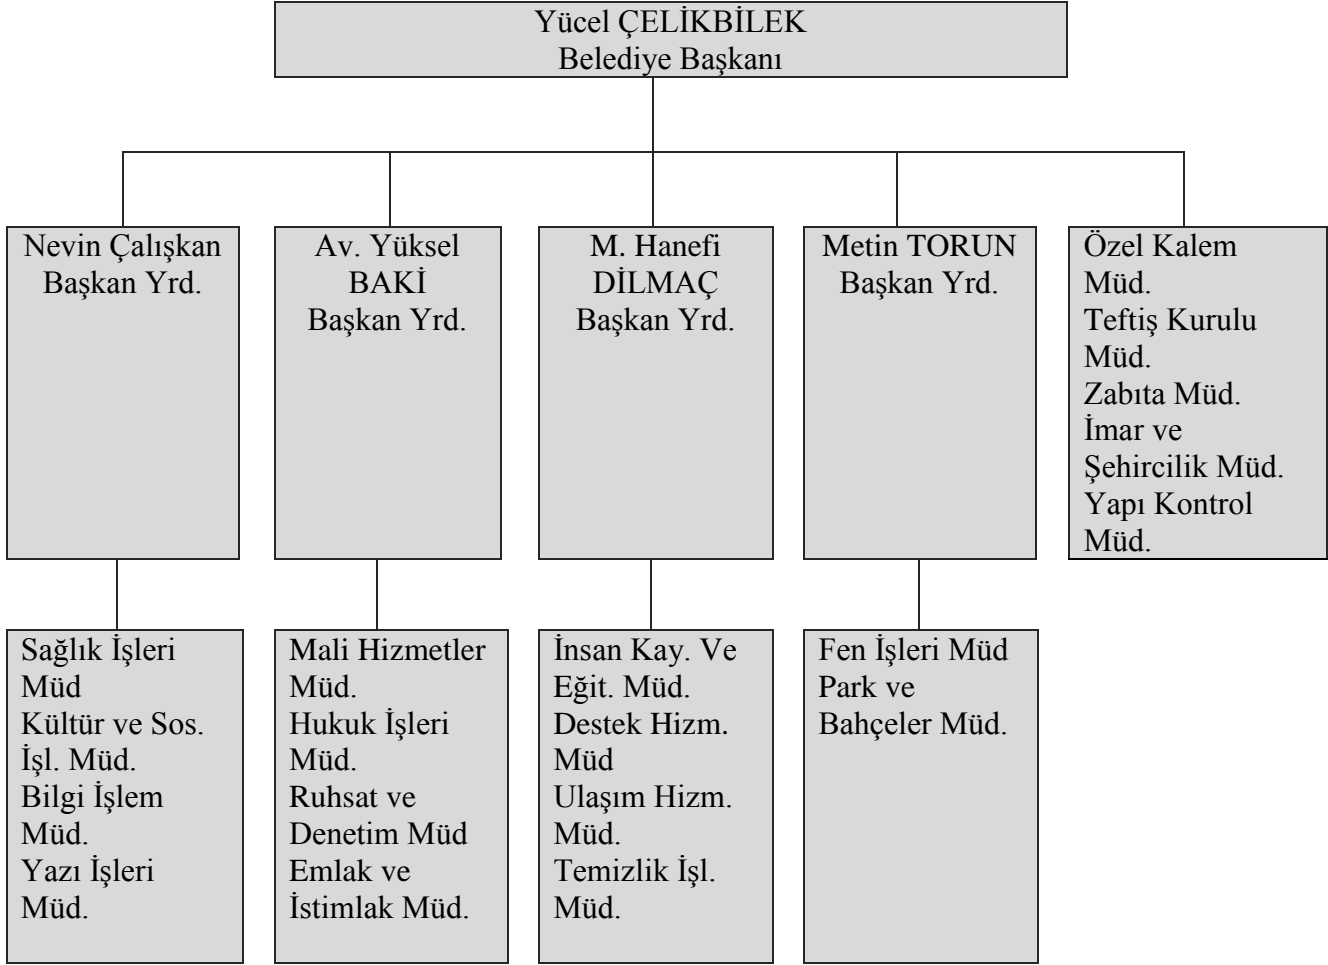 Yücel ÇELİKBİLEK
Belediye Başkanı
Nevin Çalışkan
Başkan Yrd.
Av. Yüksel
BAKİ
Başkan Yrd.
M. Hanefi
DİLMAÇ
Başkan Yrd.
Metin TORUN
Başkan Yrd.
Özel Kalem
Müd.
Teftiş Kurulu
Müd.
Zabıta Müd.
İmar ve
Şehircilik Müd.
Yapı Kontrol
Müd.
Sağlık İşleri
Müd
Kültür ve Sos.
İşl. Müd.
Bilgi İşlem
Müd.
Yazı İşleri
Müd.
Mali Hizmetler
Müd.
Hukuk İşleri
Müd.
Ruhsat ve
Denetim Müd
Emlak ve
İstimlak Müd.
İnsan Kay. Ve
Eğit. Müd.
Destek Hizm.
Müd
Ulaşım Hizm.
Müd.
Temizlik İşl.
Müd.
Fen İşleri Müd
Park ve
Bahçeler Müd.